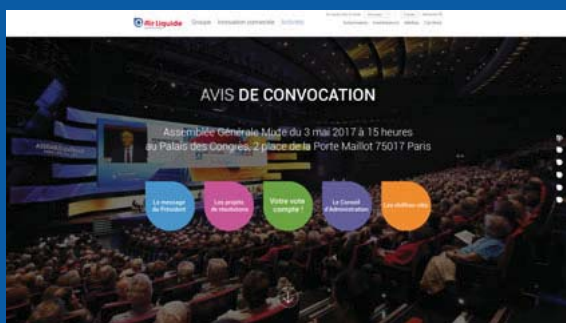 Air Liquide
Groupe Innovation connectée Activités
AVIS DE CONVOCATION
Assemblée Générale Mixte du 3 mai 2017 à 15 heures
au Palais des Congrès, 2 place de la Porte Maillot 75017 Paris
Le message
du Président
Les projets
de résolutions
Votre vote
compte !
Le Conseil
d'Administration
Les chiffres clés